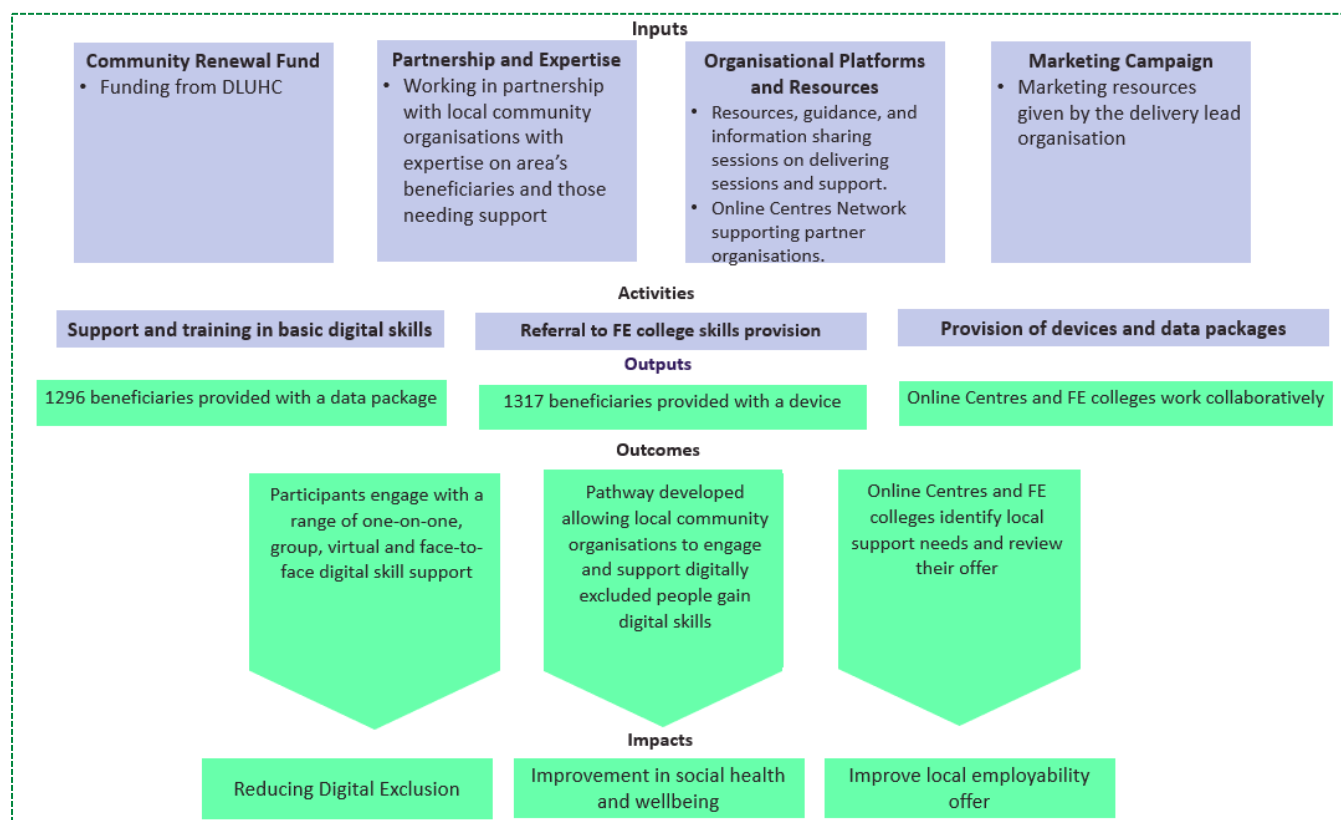 Inputs
Community Renewal Fund
• Funding from DLUHC
Partnership and Expertise
• Working in partnership
with local community
organisations with
expertise on area's
beneficiaries and those
needing support
Organisational Platforms
and Resources
• Resources, guidance, and
information sharing
sessions on delivering
sessions and support.
• Online Centres Network
supporting partner
organisations.
Marketing Campaign
• Marketing resources
given by the delivery lead
organisation
Activities
Support and training in basic digital skills
Referral to FE college skills provision
Provision of devices and data packages
Outputs
1296 beneficiaries provided with a data package
1317 beneficiaries provided with a device
Online Centres and FE colleges work collaboratively
Outcomes
Participants engage with a
range of one-on-one,
group, virtual and face-to-
face digital skill support
Pathway developed
allowing local community
organisations to engage
and support digitally
excluded people gain
digital skills
Online Centres and FE
colleges identify local
support needs and review
their offer
Impacts
Reducing Digital Exclusion
Improvement in social health
and wellbeing
Improve local employability
offer